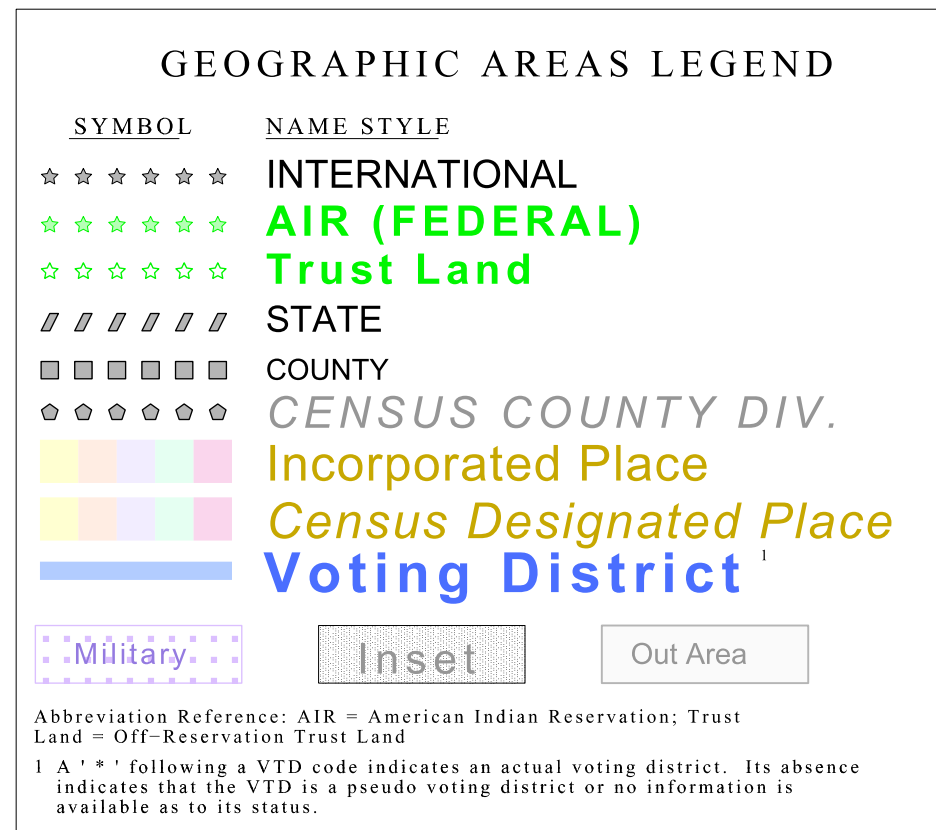 GEOGRAPHIC AREAS LEGEND
SYMBOL NAME STYLE
INTERNATIONAL
AIR (FEDERAL)
Trust Land
STATE
COUNTY
CENSUS COUNTY DIV.
Incorporated Place
Census Designated Place
Voting District 1
Military Inset Out Area
Abbreviation Reference: AIR = American Indian Reservation; Trust
Land = Off−Reservation Trust Land
1 A ' * ' following a VTD code indicates an actual voting district. Its absence
indicates that the VTD is a pseudo voting district or no information is
available as to its status.